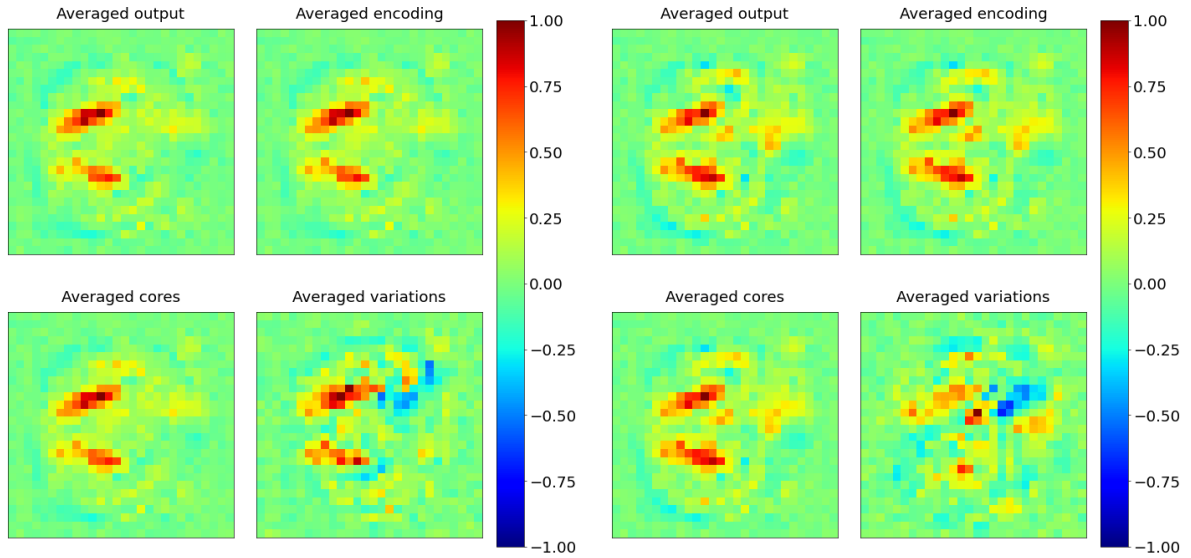 Averaged output
Averaged encoding
1.00
0.75
0.50
0.25
0.00
−0.25
−0.50
−0.75
−1.00
Averaged cores
Averaged variations
Averaged output
Averaged encoding
1.00
0.75
0.50
0.25
0.00
−0.25
−0.50
−0.75
−1.00
Averaged cores
Averaged variations